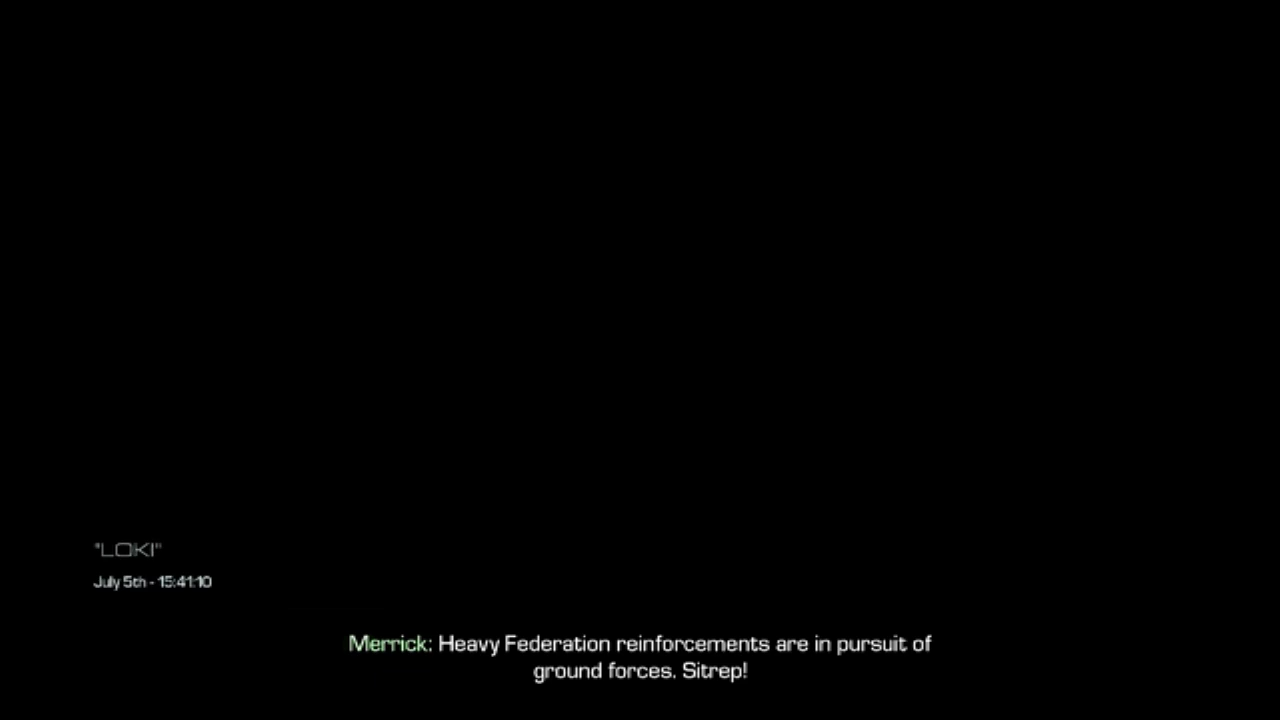 "LOKI"
July 5th - 15:41:10
Merrick: Heavy Federation reinforcements are in pursuit of
ground forces. Sitrep!